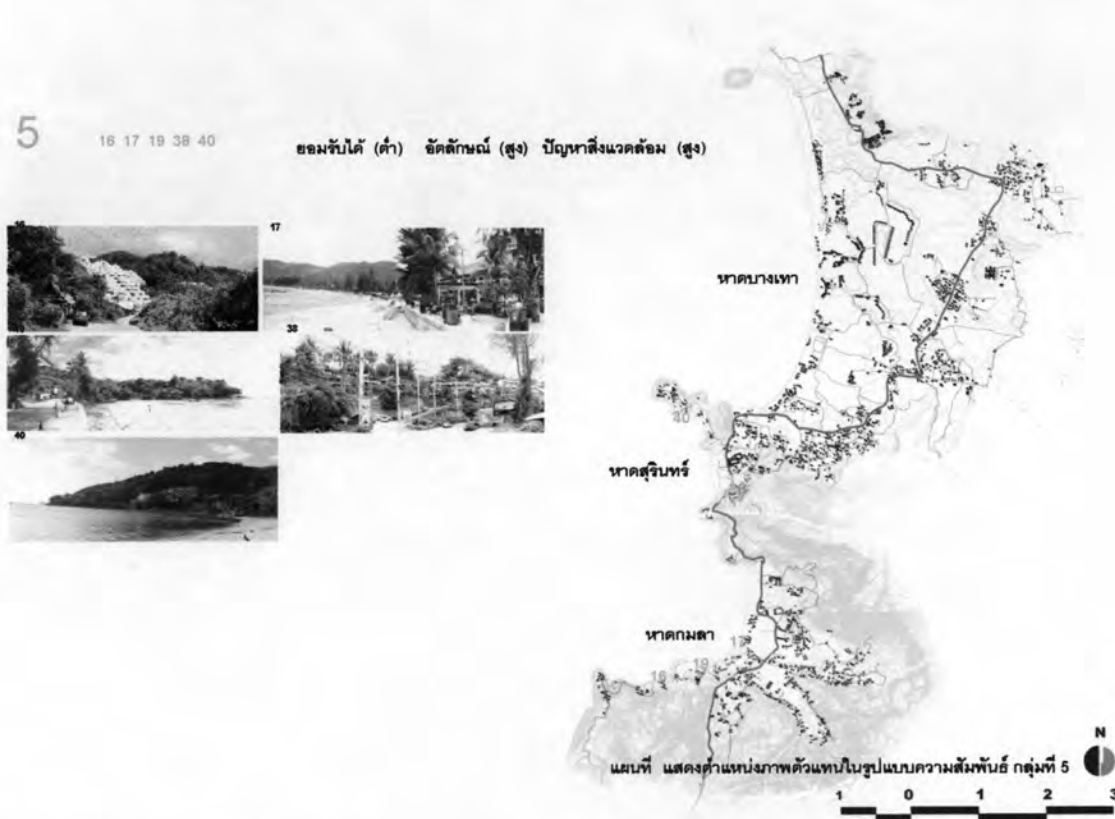 5
16 17 19 38 40
ยอมรับได้ (ต่ำ) อัตลักษณ์ (สูง) ปัญหาสิ่งแวดล้อม (สูง)
16
17
38
40
หาดบางเทา
40
หาดสุรินทร์
หาดกมลา
17
19
16
แผนที่ แสดงตำแหน่งภาพตัวแทนในรูปแบบความสัมพันธ์ กลุ่มที่ 5
N
1 0 1 2 3